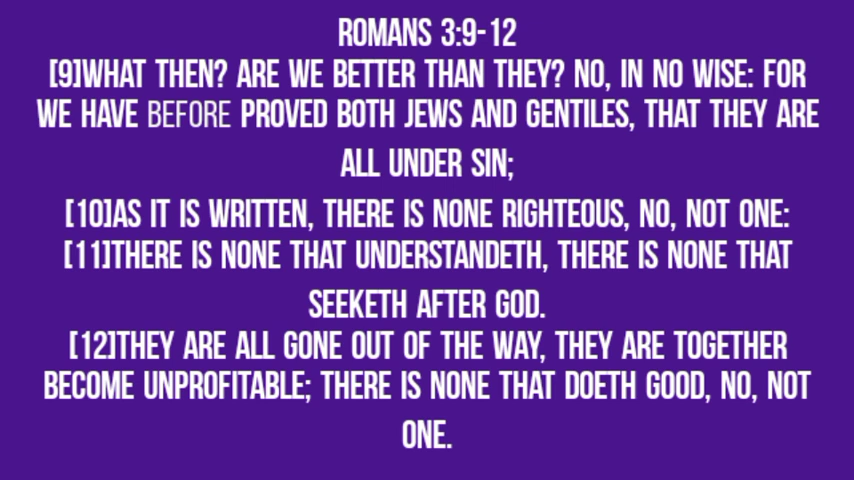 ROMANS 3:9-12
[9]WHAT THEN? ARE WE BETTER THAN THEY? NO, IN NO WISE: FOR
WE HAVE BEFORE PROVED BOTH JEWS AND GENTILES, THAT THEY ARE
ALL UNDER SIN;
[10]AS IT IS WRITTEN, THERE IS NONE RIGHTEOUS, NO, NOT ONE:
[11]THERE IS NONE THAT UNDERSTANDETH, THERE IS NONE THAT
SEEKETH AFTER GOD.
[12]THEY ARE ALL GONE OUT OF THE WAY, THEY ARE TOGETHER
BECOME UNPROFITABLE; THERE IS NONE THAT DOETH GOOD, NO, NOT
ONE.